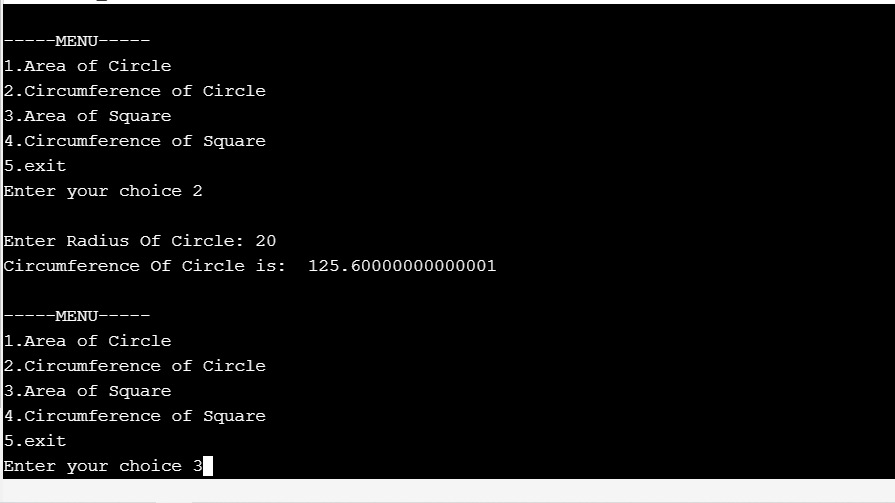 -----MENU-----
1.Area of Circle
2.Circumference of Circle
3.Area of Square
4.Circumference of Square
5.exit
Enter your choice 2
Enter Radius Of Circle: 20
Circumference Of Circle is:  125.60000000000001
-----MENU-----
1.Area of Circle
2.Circumference of Circle
3.Area of Square
4.Circumference of Square
5.exit
Enter your choice 3